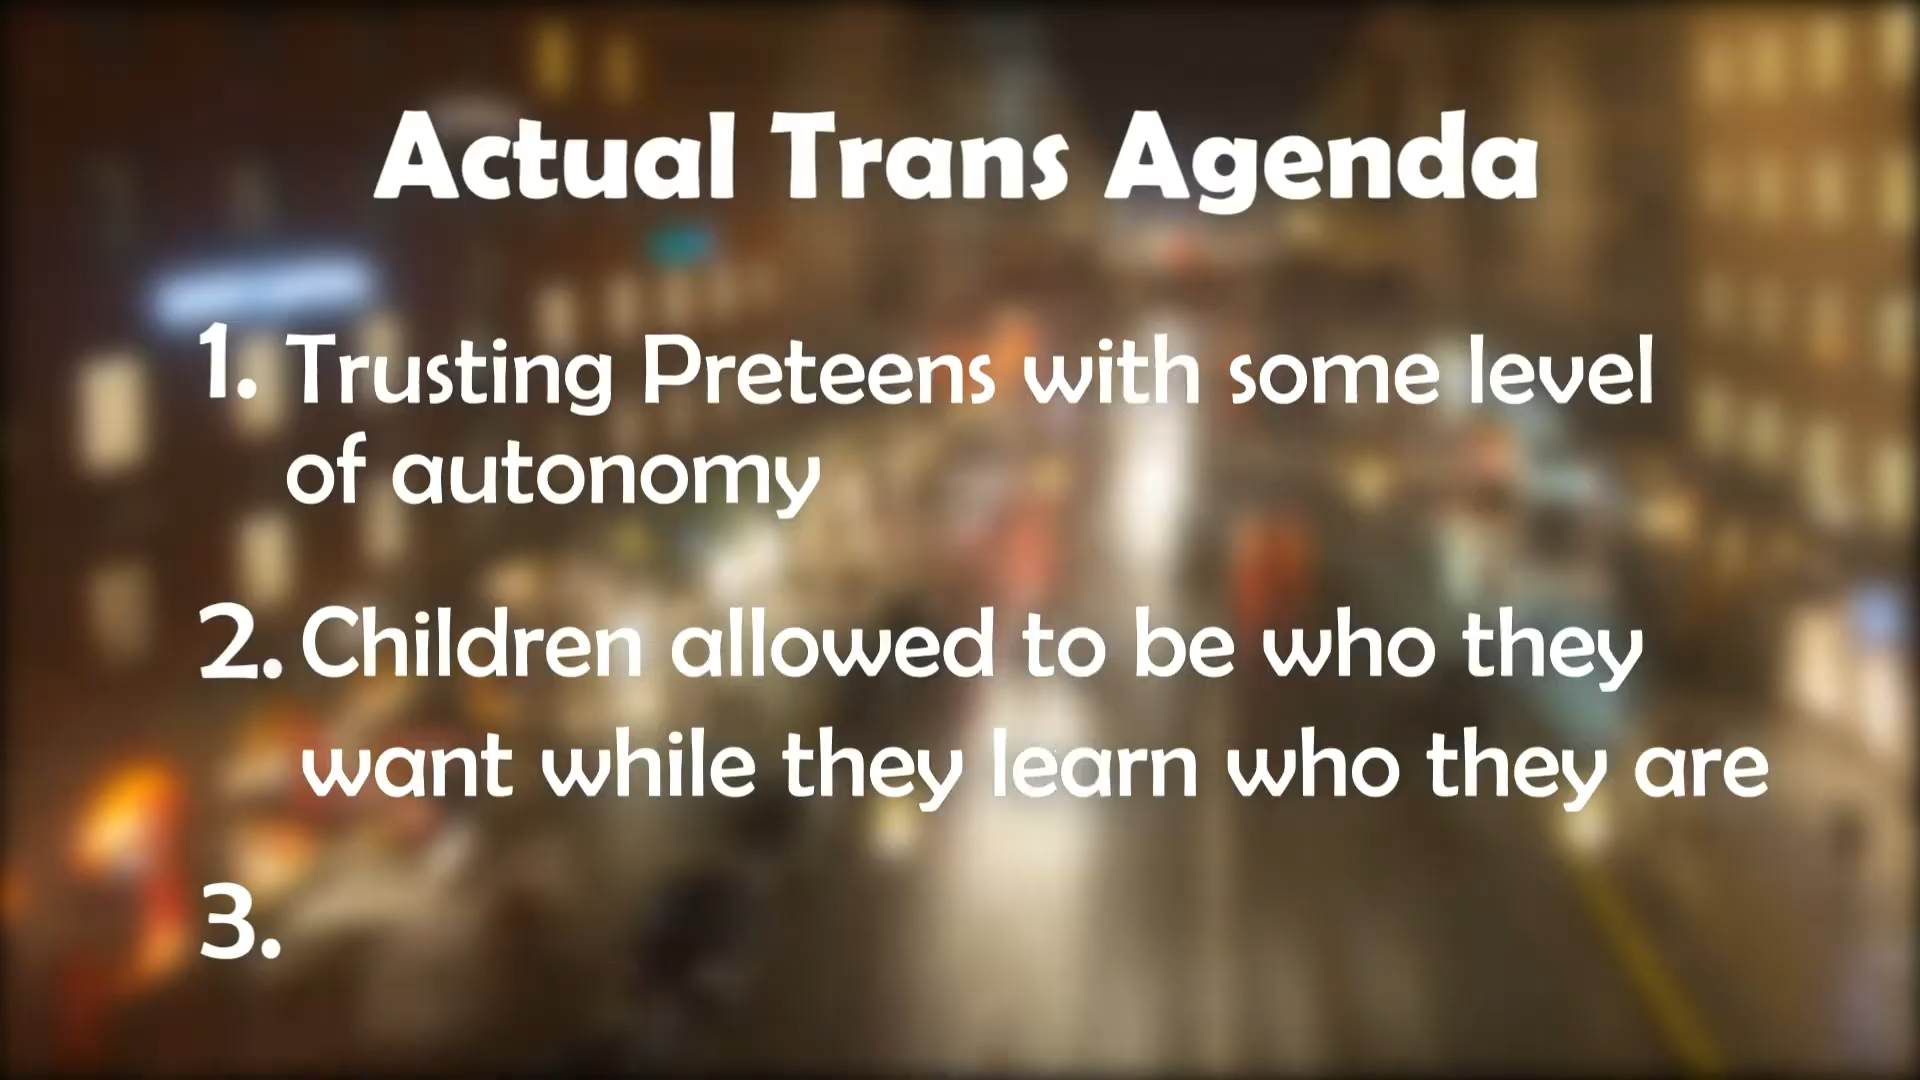 Actual Trans Agenda
1. Trusting Preteens with some level
of autonomy
2. Children allowed to be who they
want while they learn who they are
3.